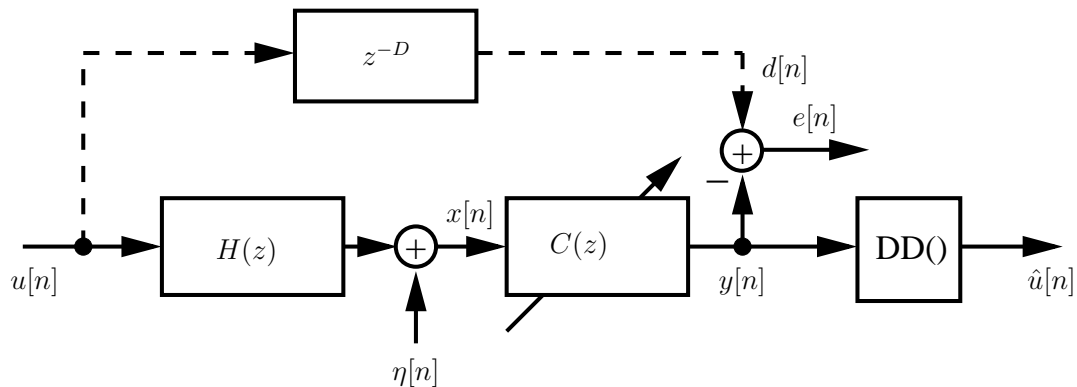 z^{-D}
d[n]
e[n]
+
−
x[n]
H(z)
+
C(z)
DD()
u[n]
y[n]
û[n]
η[n]